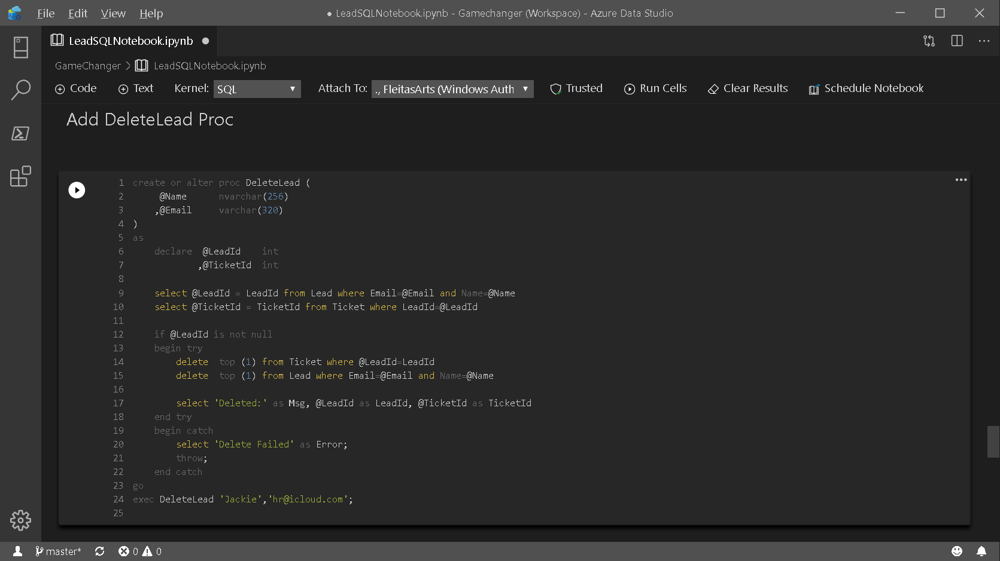 File Edit View Help ● LeadSQLNotebook.ipynb - Gamechanger (Workspace) - Azure Data Studio
LeadSQLNotebook.ipynb
GameChanger > LeadSQLNotebook.ipynb
Code Text Kernel: SQL Attach To: ., FleitasArts (Windows Auth Trusted Run Cells Clear Results Schedule Notebook
Add DeleteLead Proc
1 create or alter proc DeleteLead (
2      @Name      nvarchar(256)
3     ,@Email     varchar(320)
4 )
5 as
6     declare  @LeadId    int
7             ,@TicketId  int
8
9     select @LeadId = LeadId from Lead where Email=@Email and Name=@Name
10     select @TicketId = TicketId from Ticket where LeadId=@LeadId
11
12     if @LeadId is not null
13     begin try
14         delete  top (1) from Ticket where @LeadId=LeadId
15         delete  top (1) from Lead where Email=@Email and Name=@Name
16
17         select 'Deleted:' as Msg, @LeadId as LeadId, @TicketId as TicketId
18     end try
19     begin catch
20         select 'Delete Failed' as Error;
21         throw;
22     end catch
23 go
24 exec DeleteLead 'Jackie','hr@icloud.com';
25
master* 0 0